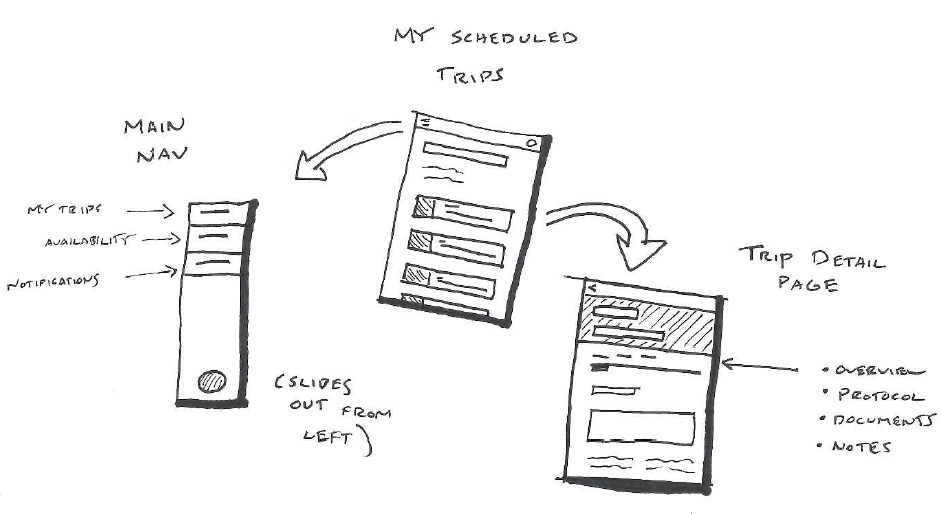 MY SCHEDULED
TRIPS
MAIN
NAV
MY TRIPS
AVAILABILITY
NOTIFICATIONS
(SLIDES
OUT FROM
LEFT)
TRIP DETAIL
PAGE
• OVERVIEW
• PROTOCOL
• DOCUMENTS
• NOTES